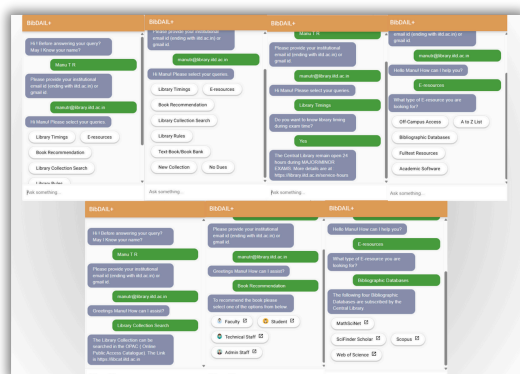 BibDAIL+
Hi ! Before answering your query?
May I Know your name?
Manu T R
Please provide your institutional
email id (ending with iitd ac in) or
gmail id.
manutr@library.iitd.ac.in
Hi Manu! Please select your queries.
Library Timings
E-resources
Book Recommendation
Library Collection Search
Library Rules
Ask something...
BibDAIL+
Please provide your institutional
email id (ending with iitd ac in) or
gmail id.
manutr@library.iitd.ac.in
Hi Manu! Please select your queries.
Library Timings
E-resources
Book Recommendation
Library Collection Search
Library Rules
Text-Book/Book Bank
New Collection
No Dues
Ask something...
BibDAIL+
Manu T R
Please provide your institutional
email id (ending with iitd ac in) or
gmail id.
manutr@library.iitd.ac.in
Library Timings
Do you want to know library timing
during exam time?
Yes
The Central Library remain open 24
hours during MAJOR/MINOR
EXAMS. More details are at
https://library.iitd.ac.in/service-hours
BibDAIL+
email id (ending with iitd ac in) or
gmail id.
manutr@library.iitd.ac.in
Hello Manu! How can I help you?
E-resources
What type of E-resource you are
looking for?
Off-Campus Access
A to Z List
Bibliographic Databases
Fulltext Resources
Academic Software
Ask something...
BibDAIL+
Hi ! Before answering your query?
May I Know your name?
Manu T R
Please provide your institutional
email id (ending with iitd ac in) or
gmail id.
manutr@library.iitd.ac.in
Greetings Manu! How can I assist?
Library Collection Search
The Library Collection can be
searched in the OPAC ( Online
Public Access Catalogue). The Link
is https://libcat.iitd.ac.in
BibDAIL+
Please provide your institutional
email id (ending with iitd ac in) or
gmail id.
manutr@library.iitd.ac.in
Greetings Manu! How can I assist?
Book Recommendation
To recommend the book please
select one of the options from below
Faculty
Student
Technical Staff
Admin Staff
BibDAIL+
Hello Manu! How can I help you?
E-resources
What type of E-resource you are
looking for?
Bibliographic Databases
The following four Bibliographic
Databases are subscribed by the
Central Library
MathSciNet
SciFinder Scholar
Scopus
Web of Science